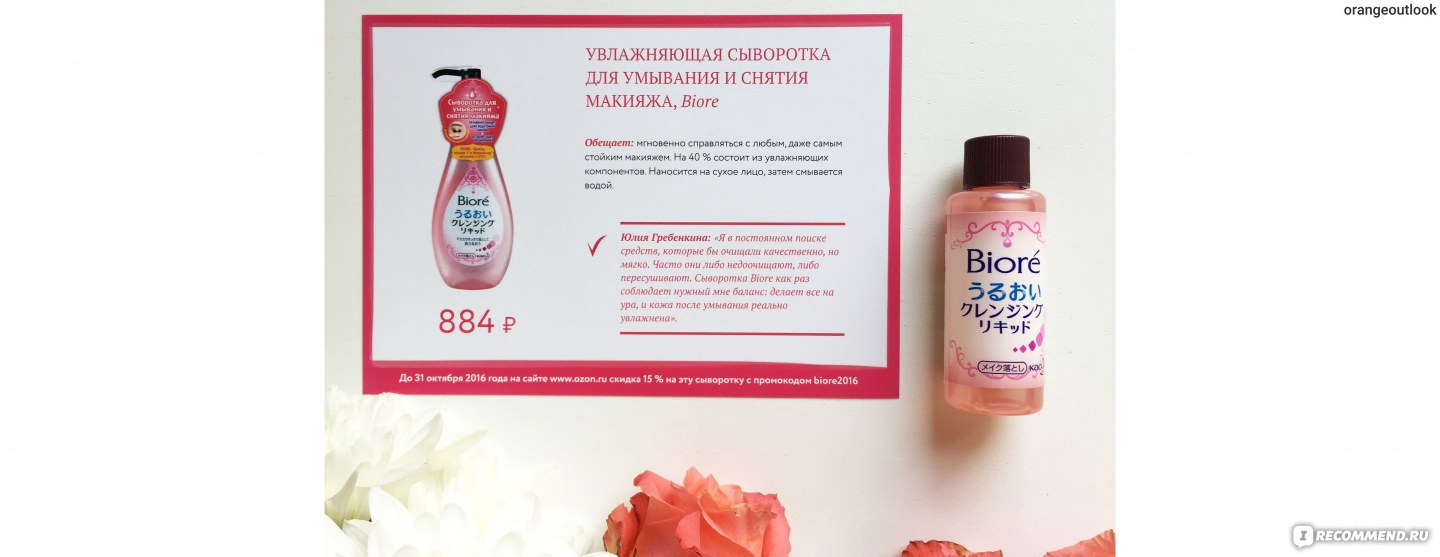 orangeoutlook
УВЛАЖНЯЮЩАЯ СЫВОРОТКА
ДЛЯ УМЫВАНИЯ И СНЯТИЯ
МАКИЯЖА, Biore
Обещает: мгновенно справляться с любым, даже самым
стойким макияжем. На 40 % состоит из увлажняющих
компонентов. Наносится на сухое лицо, затем смывается
водой.
Юлия Гребенкина: «Я в постоянном поиске
средств, которые бы очищали качественно, но
мягко. Часто они либо недоочищают, либо
пересушивают. Сыворотка Biore как раз
соблюдает нужный мне баланс: делает все на
ура, и кожа после умывания реально
увлажнена».
Сыворотка для
умывания и
снятия макияжа
Bioré
うるおい
クレンジング
リキッド
884 ₽
До 31 октября 2016 года на сайте www.ozon.ru скидка 15 % на эту сыворотку с промокодом biore2016
Bioré
うるおい
クレンジング
リキッド
メイク落とし
Kao
I RECOMMEND.RU